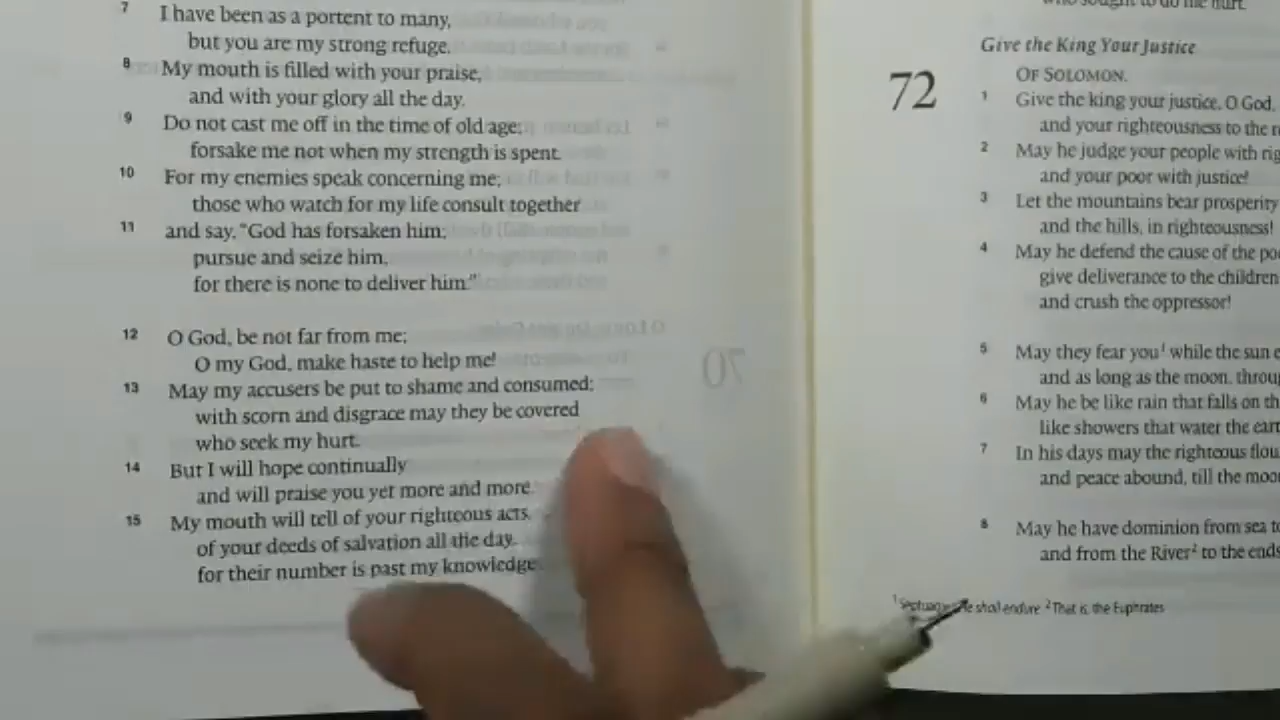 7 I have been as a portent to many,
but you are my strong refuge.
8 My mouth is filled with your praise,
and with your glory all the day.
9 Do not cast me off in the time of old age;
forsake me not when my strength is spent.
10 For my enemies speak concerning me;
those who watch for my life consult together
11 and say, "God has forsaken him;
pursue and seize him,
for there is none to deliver him."
12 O God, be not far from me;
O my God, make haste to help me!
13 May my accusers be put to shame and consumed;
with scorn and disgrace may they be covered
who seek my hurt.
14 But I will hope continually
and will praise you yet more and more.
15 My mouth will tell of your righteous acts,
of your deeds of salvation all the day,
for their number is past my knowledge.
who sought to do me hurt.
Give the King Your Justice
72 OF SOLOMON.
1 Give the king your justice, O God,
and your righteousness to the
2 May he judge your people with
and your poor with justice!
3 Let the mountains bear prosperity
and the hills, in righteousness!
4 May he defend the cause of the
give deliverance to the children
and crush the oppressor!
5 May they fear you1 while the sun
and as long as the moon,
6 May he be like rain that falls on
like showers that water the
7 In his days may the righteous
and peace abound, till the
8 May he have dominion from sea
and from the River2 to the ends
1 shall endure 2 That is, the Euphrates